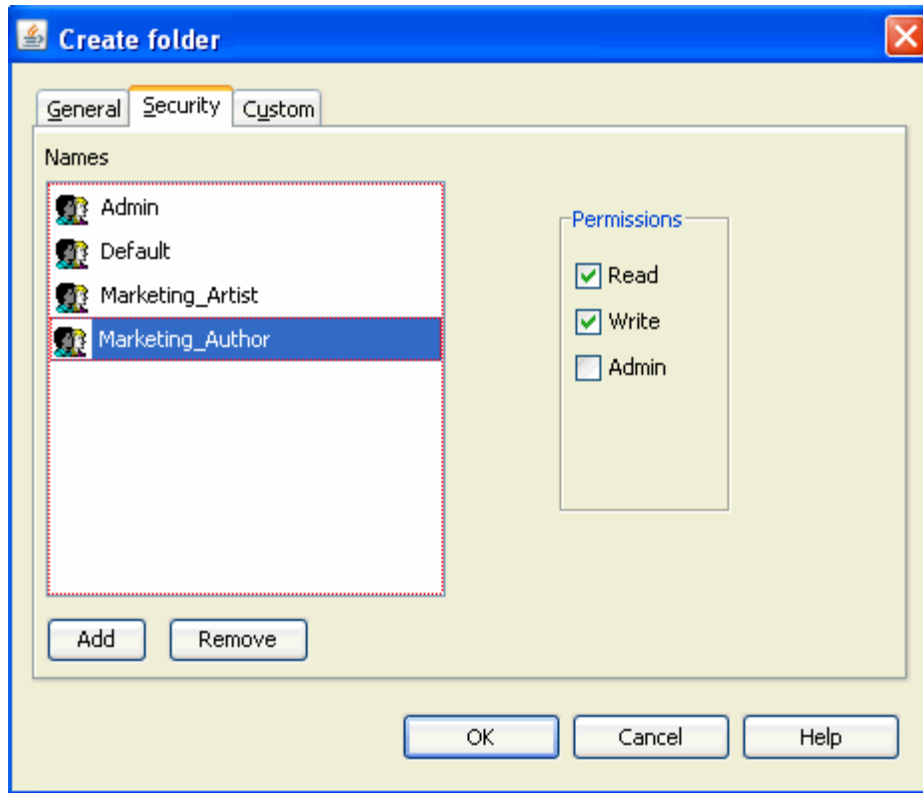 Create folder
General Security Custom
Names
Admin
Default
Marketing_Artist
Marketing_Author
Permissions
Read
Write
Admin
Add Remove
OK Cancel Help